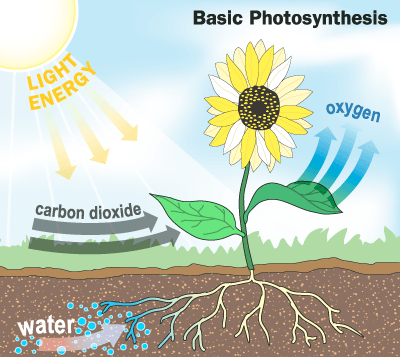 Basic Photosynthesis
LIGHT
ENERGY
oxygen
carbon dioxide
water